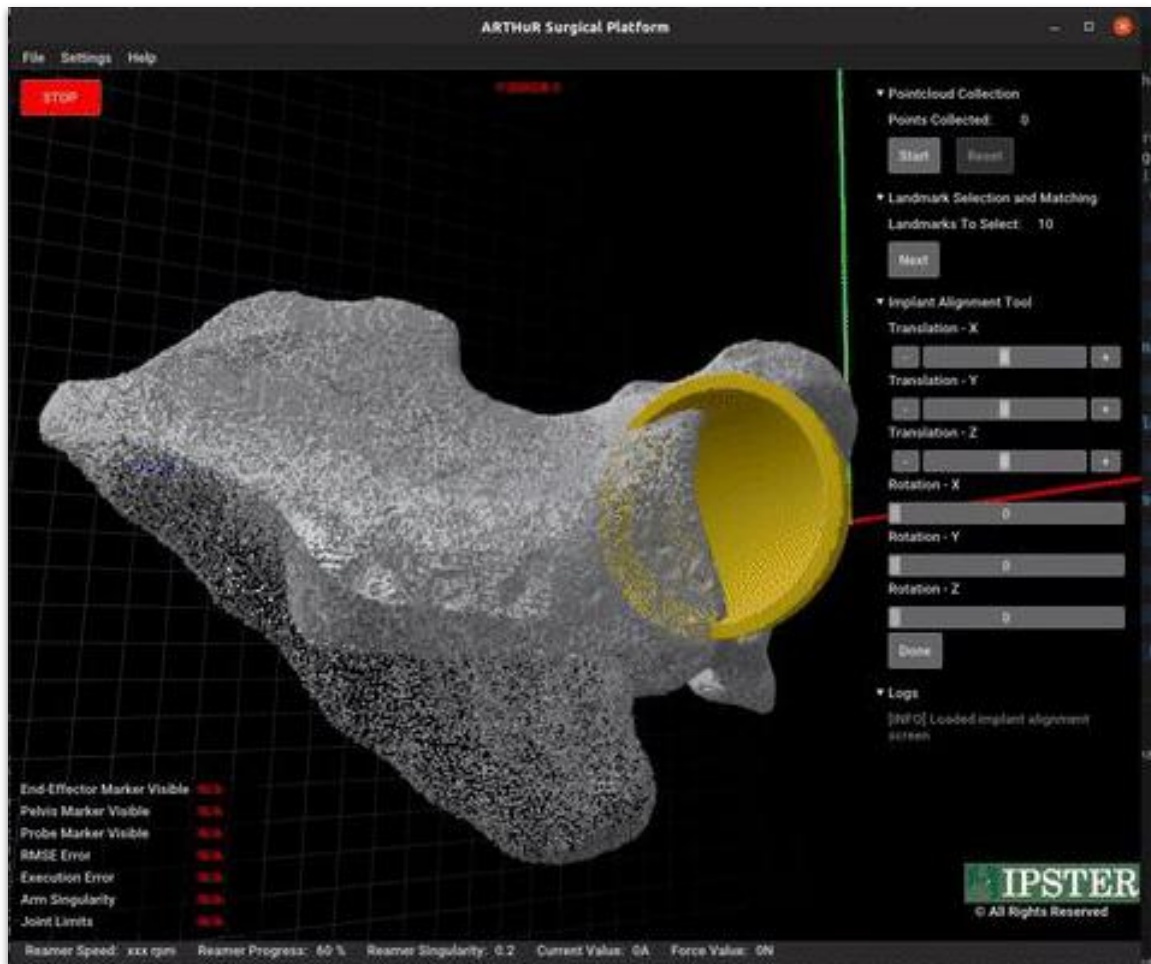 ARTHuR Surgical Platform
File Settings Help
STOP
Pointcloud Collection
Points Collected: 0
Start Reset
Landmark Selection and Matching
Landmarks To Select: 10
Next
Implant Alignment Tool
Translation - X
- +
Translation - Y
- +
Translation - Z
- +
Rotation - X
0
Rotation - Y
0
Rotation - Z
0
Done
Logs
[INFO] Loaded implant alignment
screen
End-Effector Marker Visible N/A
Pelvis Marker Visible N/A
Probe Marker Visible N/A
RMSE Error N/A
Execution Error N/A
Arm Singularity N/A
Joint Limits N/A
HIPSTER
© All Rights Reserved
Reamer Speed: xxx rpm Reamer Progress: 60 % Reamer Singularity: 0.2 Current Value: 0A Force Value: 0N